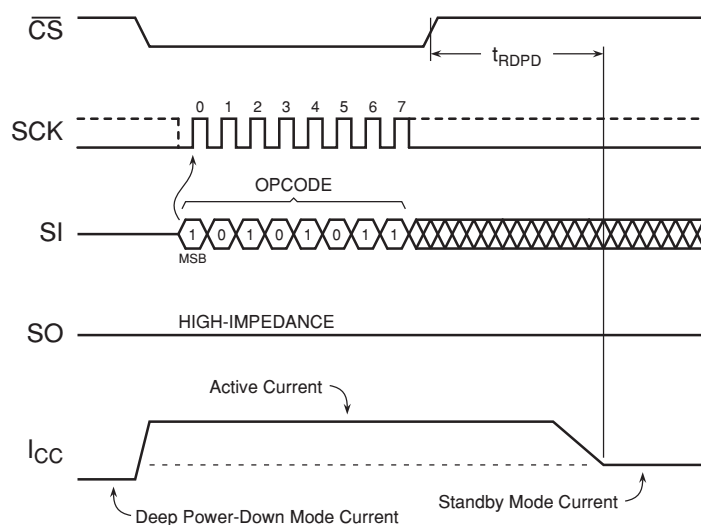 CS
tRDPD
SCK
0 1 2 3 4 5 6 7
OPCODE
SI
1 0 1 0 1 0 1 1
MSB
SO
HIGH-IMPEDANCE
Active Current
ICC
Standby Mode Current
Deep Power-Down Mode Current